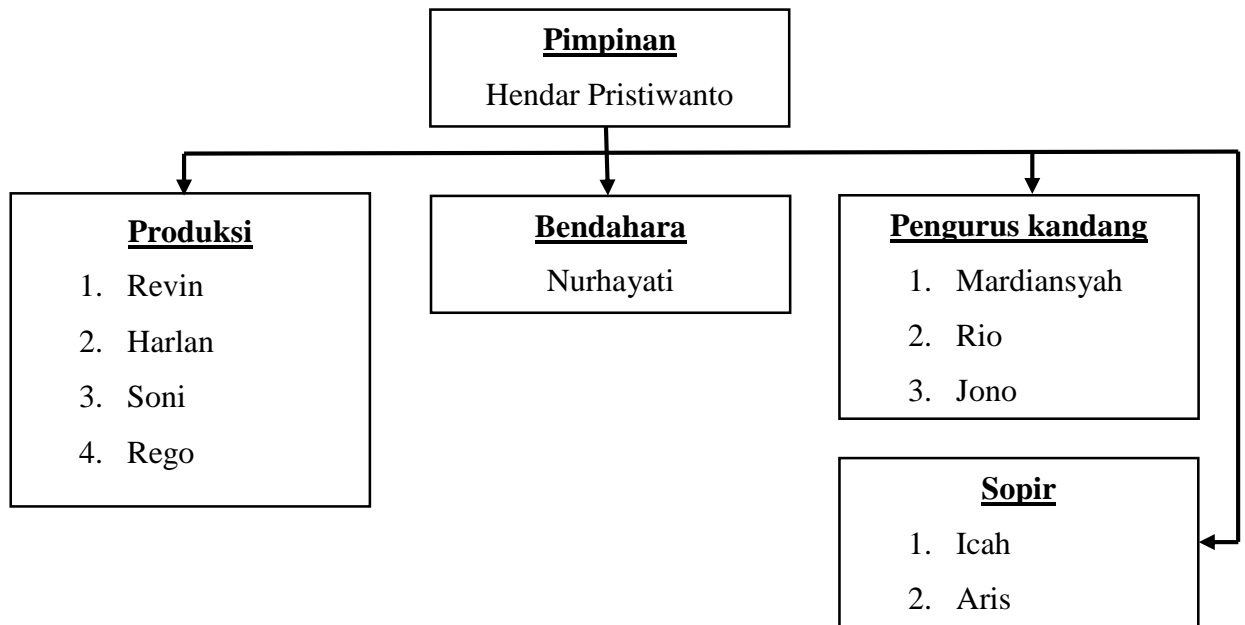 Pimpinan
Hendar Pristiwanto
Produksi
1. Revin
2. Harlan
3. Soni
4. Rego
Bendahara
Nurhayati
Pengurus kandang
1. Mardiansyah
2. Rio
3. Jono
Sopir
1. Icah
2. Aris